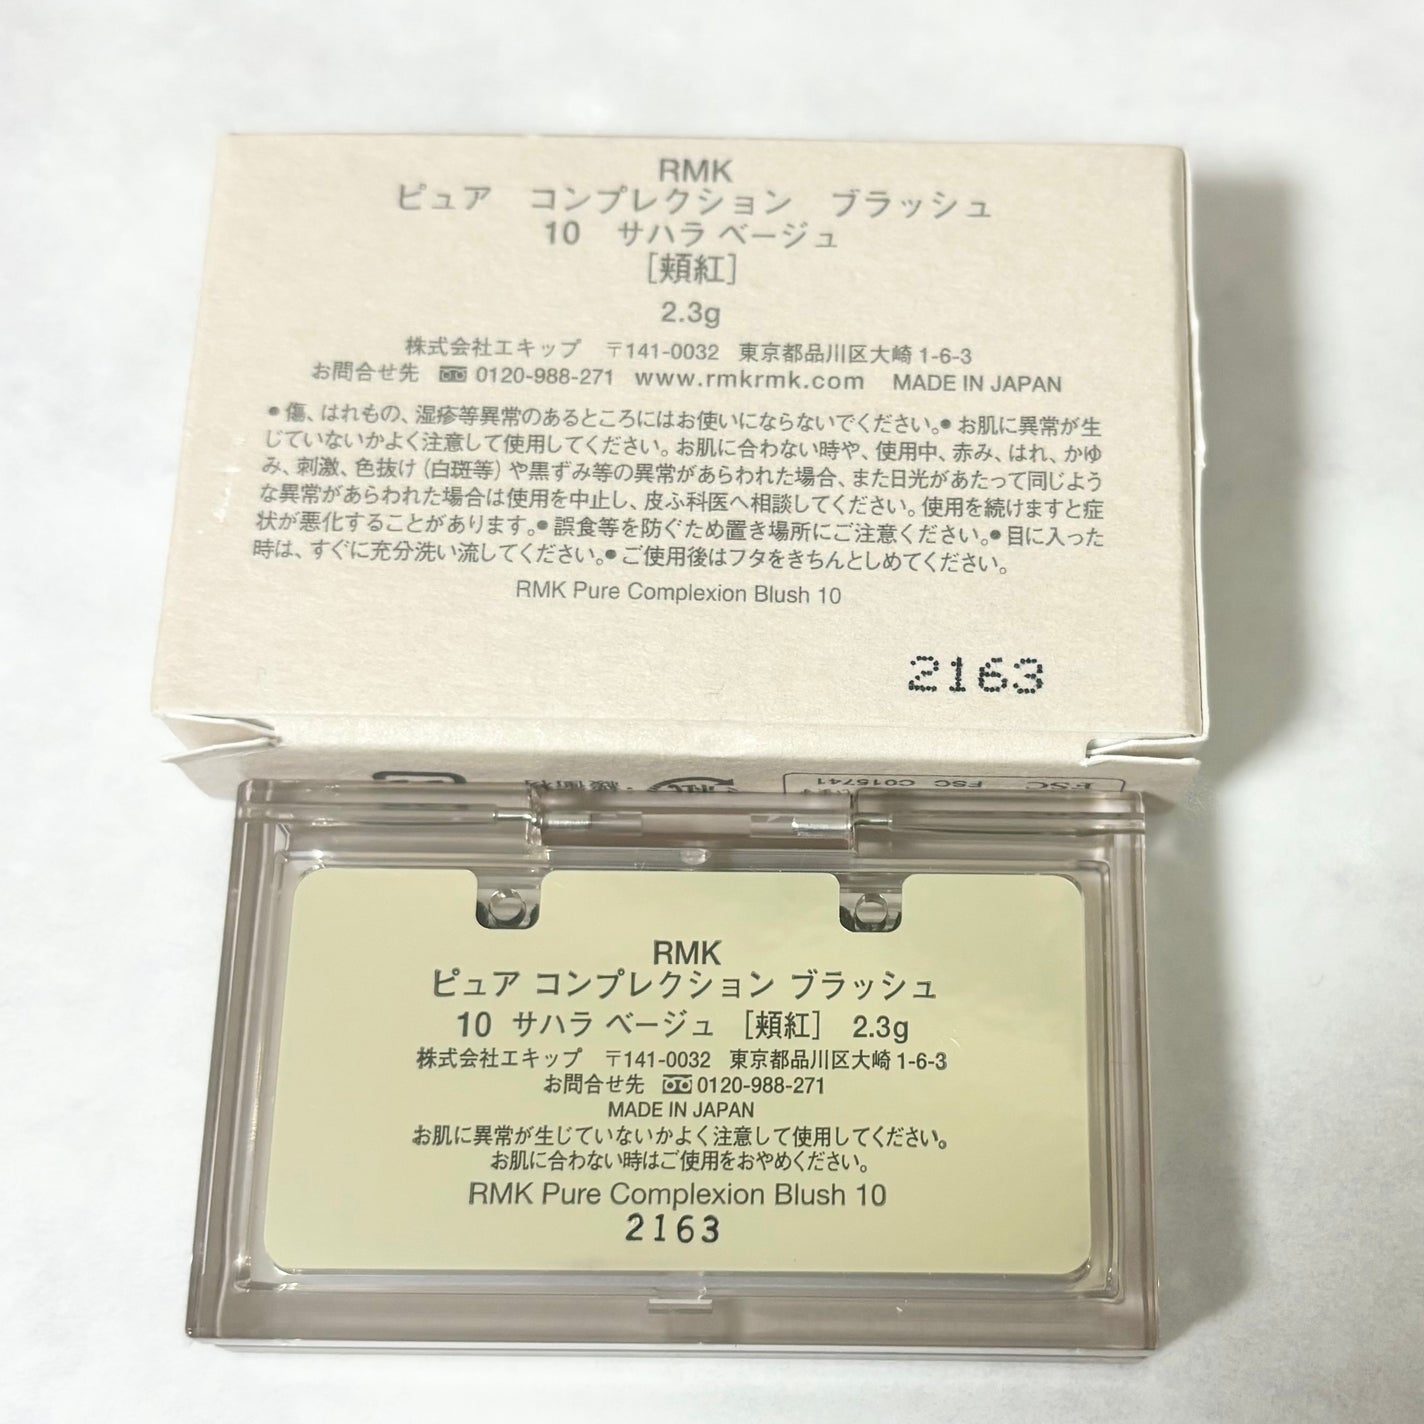 RMK
ピュア　コンプレクション　ブラッシュ
10　サハラ ベージュ
［頬紅］
2.3g
株式会社エキップ　〒141-0032　東京都品川区大崎 1-6-3
お問合せ先　0120-988-271　www.rmkrmk.com　MADE IN JAPAN
●傷、はれもの、湿疹等異常のあるところにはお使いにならないでください。●お肌に異常が生
じていないかよく注意して使用してください。お肌に合わない時や、使用中、赤み、はれ、かゆ
み、刺激、色抜け（白斑等）や黒ずみ等の異常があらわれた場合、また日光があたって同じよう
な異常があらわれた場合は使用を中止し、皮ふ科医へ相談してください。使用を続けますと症
状が悪化することがあります。●誤食等を防ぐため置き場所にご注意ください。●目に入った
時は、すぐに充分洗い流してください。●ご使用後はフタをきちんとしめてください。
RMK Pure Complexion Blush 10
2163
FSC FSC C015741
RMK
ピュア コンプレクション ブラッシュ
10 サハラ ベージュ ［頬紅］ 2.3g
株式会社エキップ　〒141-0032　東京都品川区大崎 1-6-3
お問合せ先　0120-988-271
MADE IN JAPAN
お肌に異常が生じていないかよく注意して使用してください。
お肌に合わない時はご使用をおやめください。
RMK Pure Complexion Blush 10
2163